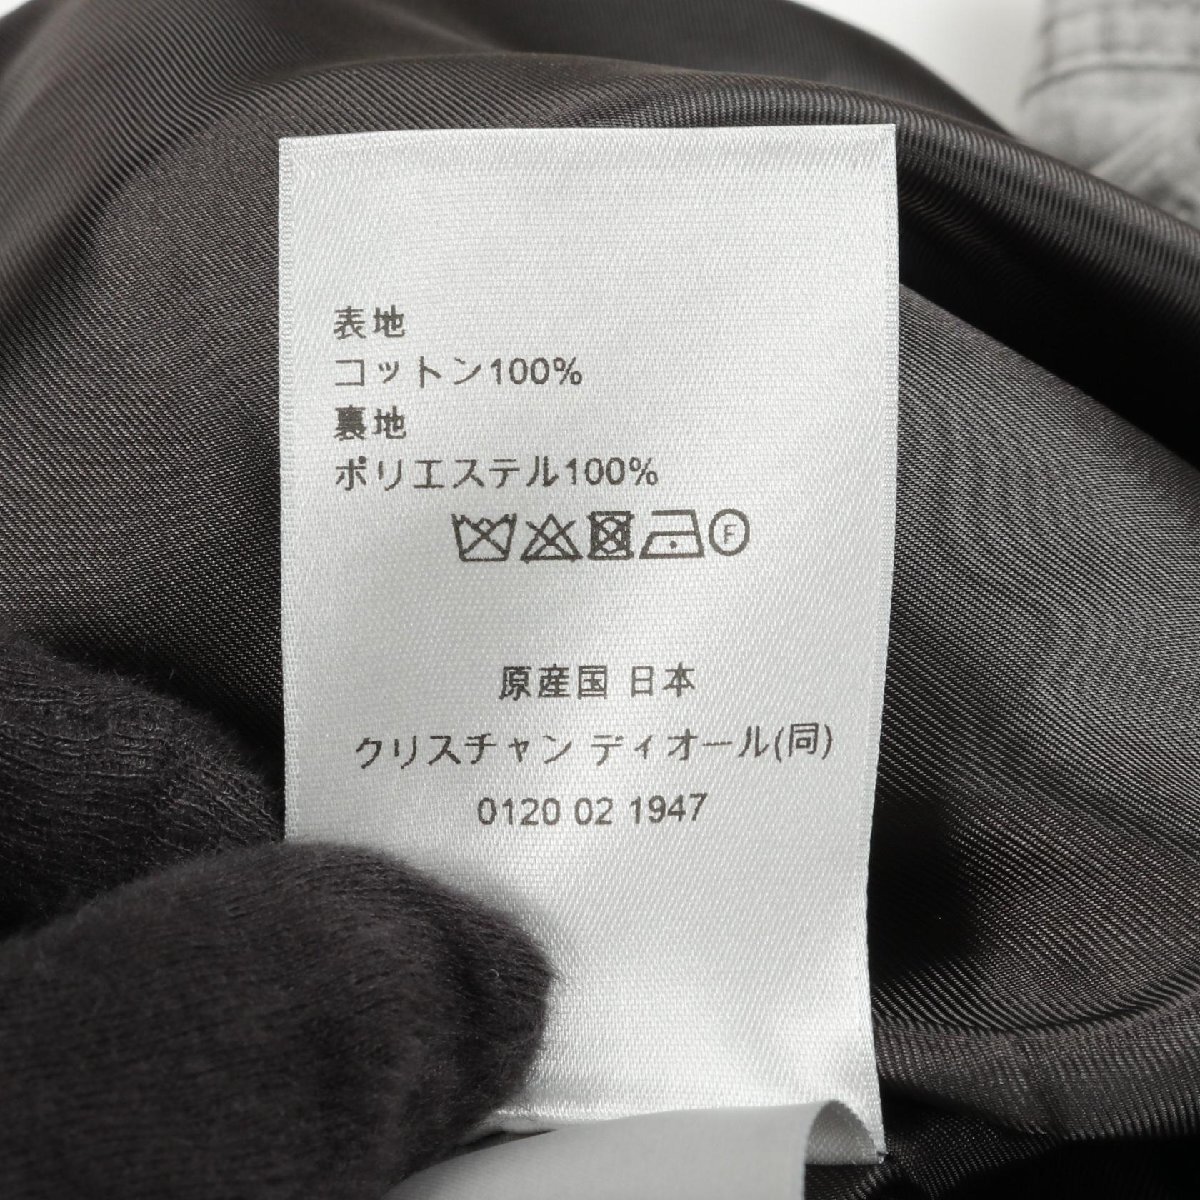 表地
コットン100%
裏地
ポリエステル100%
F
原産国 日本
クリスチャン ディオール(同)
0120 02 1947